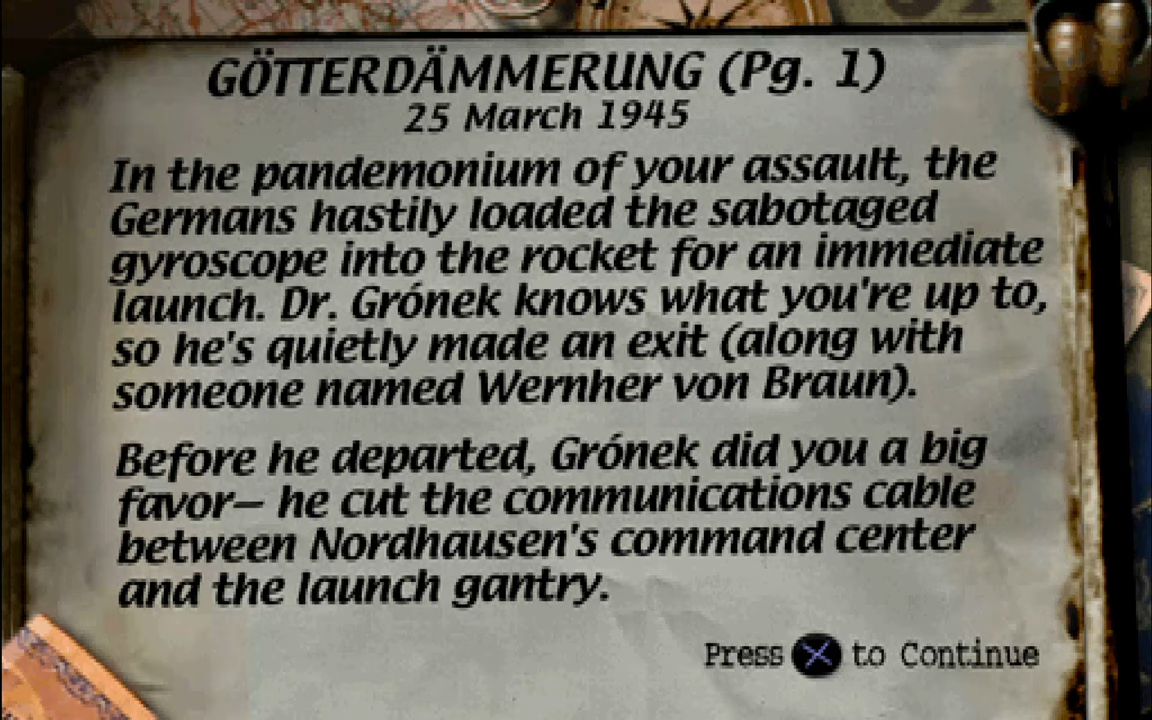 GÖTTERDÄMMERUNG (Pg. 1)
25 March 1945
In the pandemonium of your assault, the
Germans hastily loaded the sabotaged
gyroscope into the rocket for an immediate
launch. Dr. Grónek knows what you're up to,
so he's quietly made an exit (along with
someone named Wernher von Braun).
Before he departed, Grónek did you a big
favor— he cut the communications cable
between Nordhausen's command center
and the launch gantry.
Press X to Continue